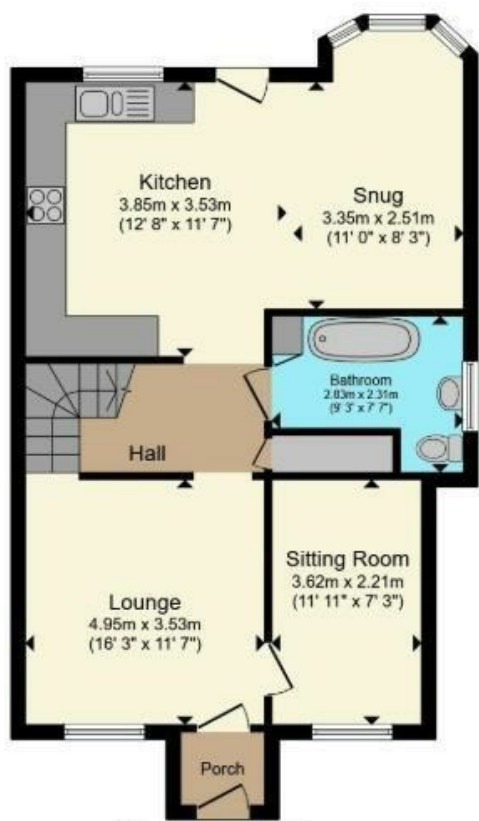 Kitchen
3.85m x 3.53m
(12' 8" x 11' 7")
Snug
3.35m x 2.51m
(11' 0" x 8' 3")
Bathroom
2.83m x 2.31m
(9' 3" x 7' 7")
Hall
Lounge
4.95m x 3.53m
(16' 3" x 11' 7")
Sitting Room
3.62m x 2.21m
(11' 11" x 7' 3")
Porch